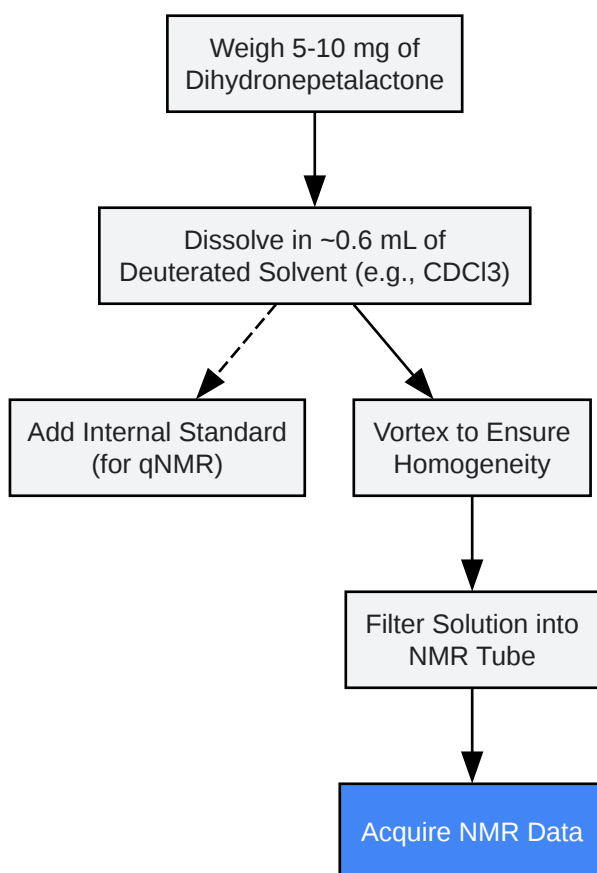 Weigh 5-10 mg of
Dihydronepetalactone
Dissolve in ~0.6 mL of
Deuterated Solvent (e.g., CDCl3)
Add Internal Standard
(for qNMR)
Vortex to Ensure
Homogeneity
Filter Solution into
NMR Tube
Acquire NMR Data